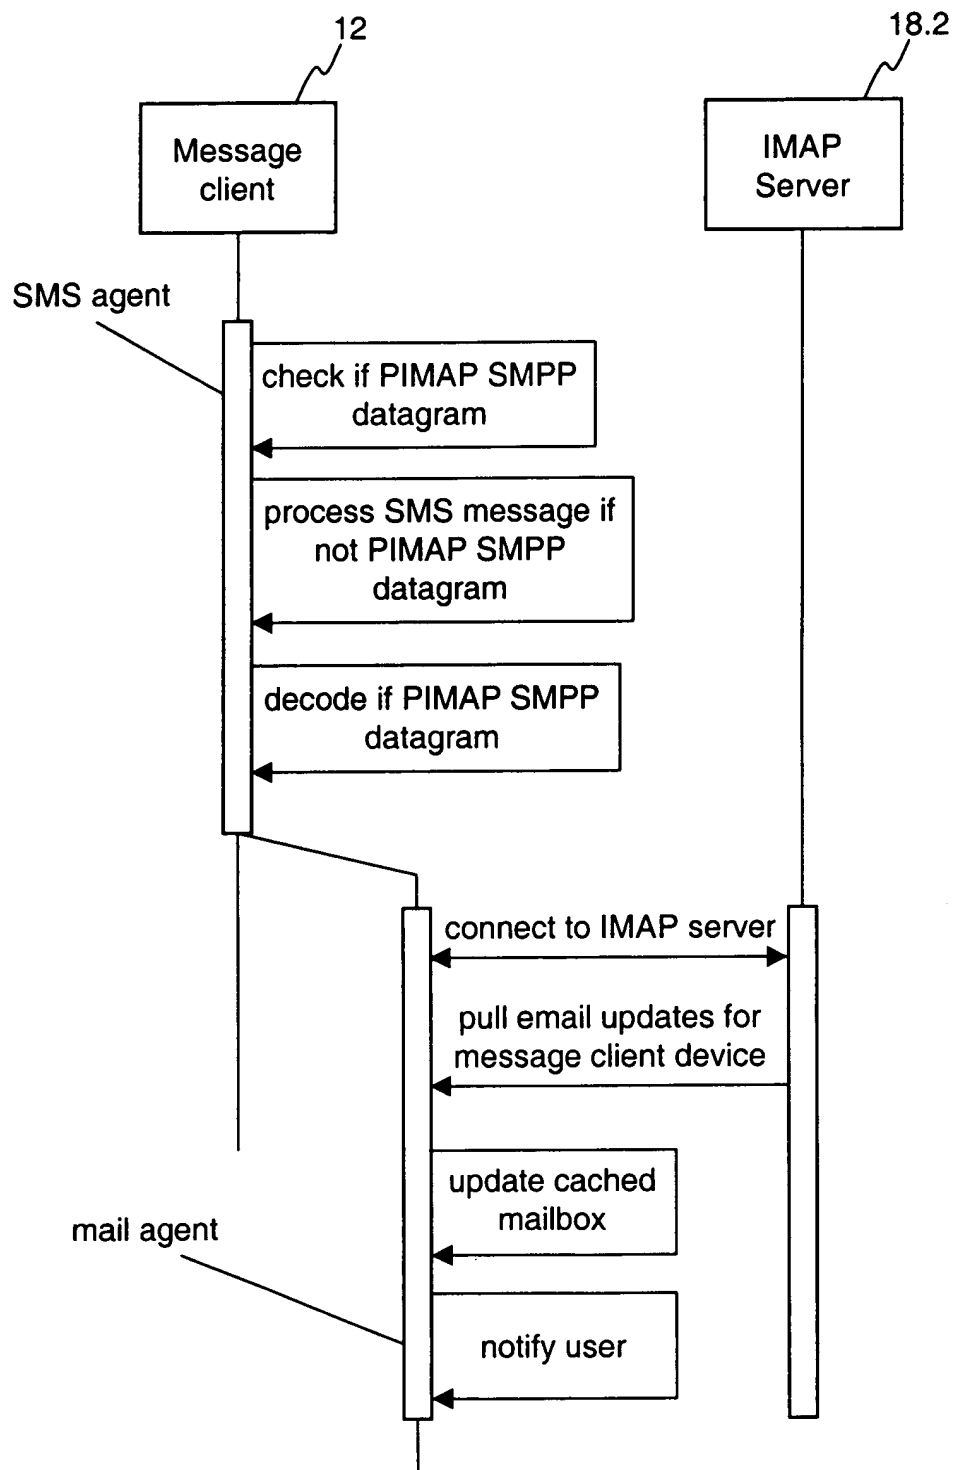 12
18.2
Message
client
IMAP
Server
SMS agent
check if PIMAP SMPP
datagram
process SMS message if
not PIMAP SMPP
datagram
decode if PIMAP SMPP
datagram
connect to IMAP server
pull email updates for
message client device
update cached
mailbox
mail agent
notify user